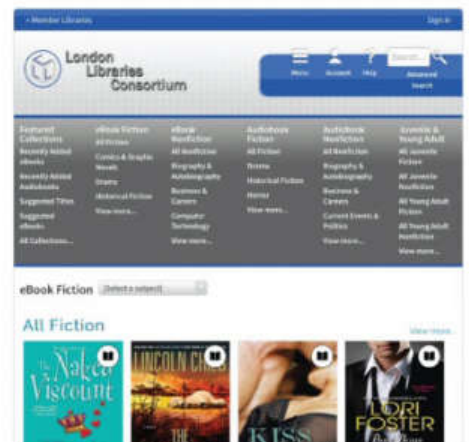 + Member Libraries
Sign in
London
Libraries
Consortium
Menu
Account
Help
Search...
Advanced
Search
Featured
Collections
Recently Added
eBooks
Recently Added
Audiobooks
Suggested Titles
Suggested
eBooks
All Collections...
eBook Fiction
All Fiction
Comics & Graphic
Novels
Drama
Historical Fiction
View more...
eBook
Nonfiction
All Nonfiction
Biography &
Autobiography
Business &
Careers
Computer
Technology
View more...
Audiobook
Fiction
All Fiction
Drama
Historical Fiction
Horror
View more...
Audiobook
Nonfiction
All Nonfiction
Biography &
Autobiography
Business &
Careers
Current Events &
Politics
View more...
Juvenile &
Young Adult
All Juvenile
Fiction
All Juvenile
Nonfiction
All Young Adult
Fiction
All Young Adult
Nonfiction
View more...
eBook Fiction
[Select a subject]
All Fiction
View more...
The Naked
Viscount
LINCOLN CHILD
THE
KISS
LORI
FOSTER